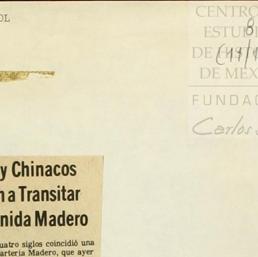 OL
CENTRO
ESTUDI
DE
DE MÉX
FUNDAC
Carlos
y Chinacos
n a Transitar
nida Madero
uatro siglos coincidió una
arteria Madero, que ayer